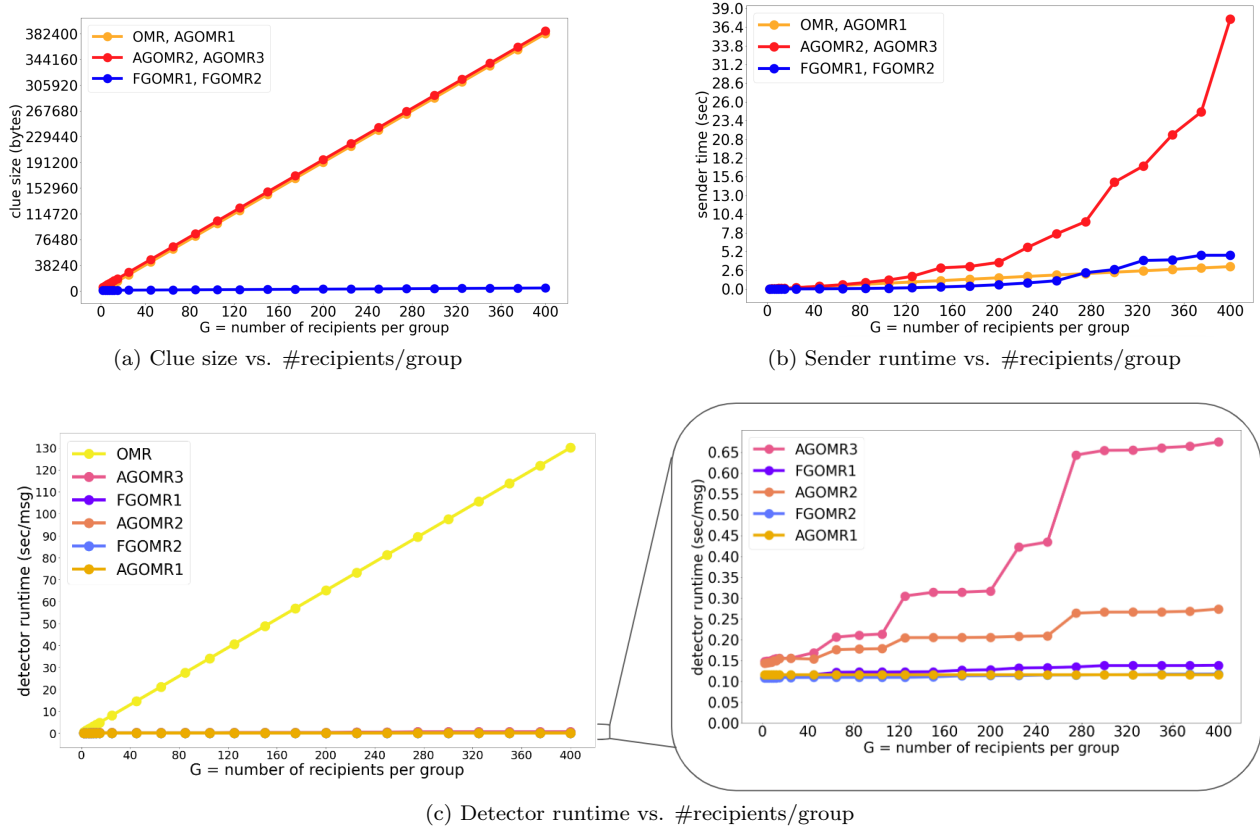 382400
344160
305920
267680
229440
191200
152960
114720
76480
38240
0
clue size (bytes)
OMR, AGOMR1
AGOMR2, AGOMR3
FGOMR1, FGOMR2
0 40 80 120 160 200 240 280 320 360 400
G = number of recipients per group
(a) Clue size vs. #recipients/group
39.0
36.4
33.8
31.2
28.6
26.0
23.4
20.8
18.2
15.6
13.0
10.4
7.8
5.2
2.6
0.0
sender time (sec)
OMR, AGOMR1
AGOMR2, AGOMR3
FGOMR1, FGOMR2
0 40 80 120 160 200 240 280 320 360 400
G = number of recipients per group
(b) Sender runtime vs. #recipients/group
130
120
110
100
90
80
70
60
50
40
30
20
10
0
detector runtime (sec/msg)
OMR
AGOMR3
FGOMR1
AGOMR2
FGOMR2
AGOMR1
0 40 80 120 160 200 240 280 320 360 400
G = number of recipients per group
0.65
0.60
0.55
0.50
0.45
0.40
0.35
0.30
0.25
0.20
0.15
0.10
0.05
0.00
detector runtime (sec/msg)
AGOMR3
FGOMR1
AGOMR2
FGOMR2
AGOMR1
0 40 80 120 160 200 240 280 320 360 400
G = number of recipients per group
(c) Detector runtime vs. #recipients/group